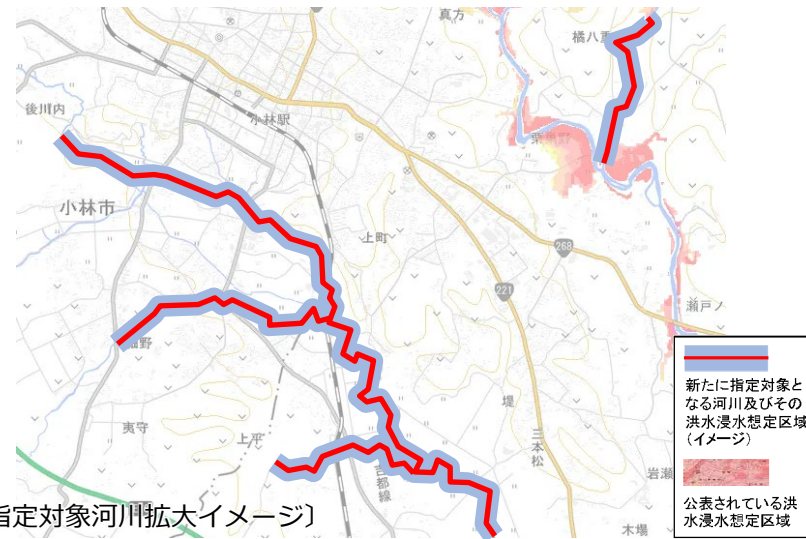 真方
橋八重
後川内
小林駅
小林市
上町
268
221
瀬戸ノ
細野
堤
夷守
上平
三本松
岩瀬
吉都線
木場
新たに指定対象と
なる河川及びその
洪水浸水想定区域
(イメージ)
公表されている洪
水浸水想定区域
指定対象河川拡大イメージ〕